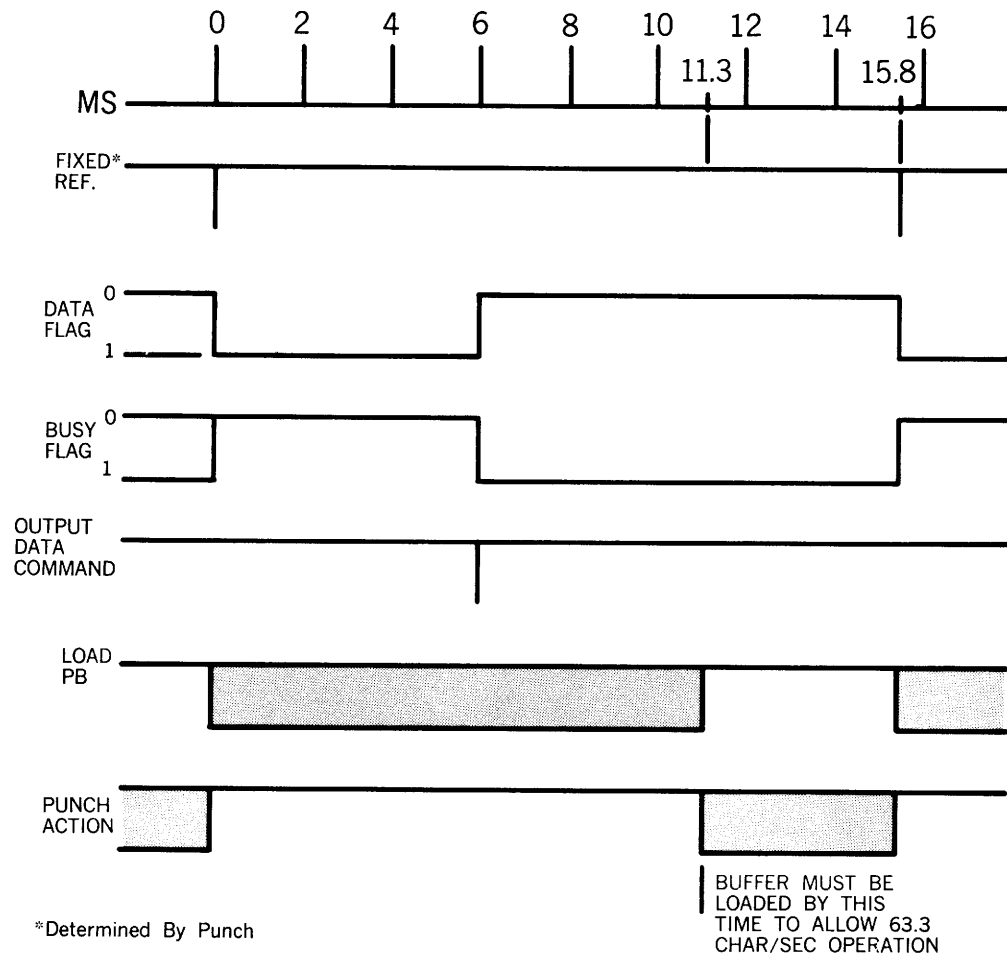 0 2 4 6 8 10 12 14 16
11.3 15.8
MS
FIXED*
REF.
0
DATA
FLAG
1
0
BUSY
FLAG
1
OUTPUT
DATA
COMMAND
LOAD
PB
PUNCH
ACTION
BUFFER MUST BE
LOADED BY THIS
TIME TO ALLOW 63.3
CHAR/SEC OPERATION
*Determined By Punch